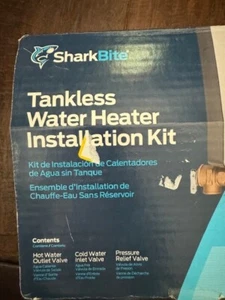 SharkBite
Tankless
Water Heater
Installation Kit
Kit de Instalación de Calentadores
de Agua sin Tanque
Ensemble d'Installation de
Chauffe-Eau Sans Réservoir
Contents
Hot Water Cold Water Pressure
Outlet Valve Inlet Valve Relief Valve